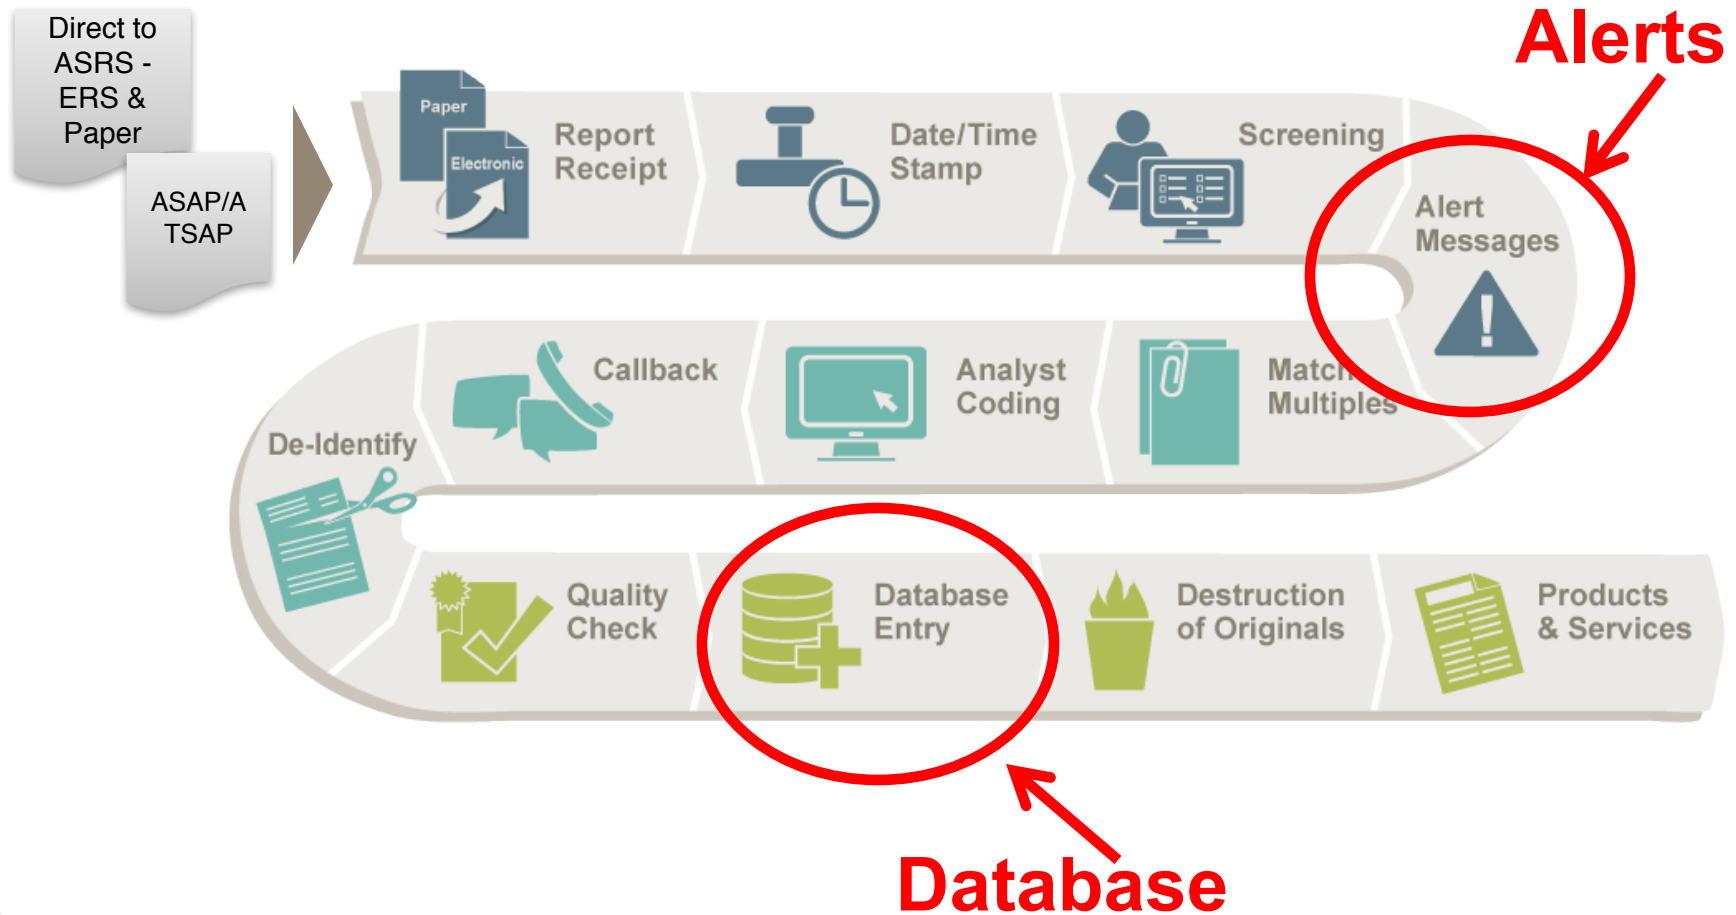 Direct to
ASRS -
ERS &
Paper
ASAP/A
TSAP
Alerts
Paper
Electronic
Report
Receipt
Date/Time
Stamp
Screening
Alert
Messages
Match
Multiples
Analyst
Coding
Callback
De-Identify
Quality
Check
Database
Entry
Destruction
of Originals
Products
& Services
Database